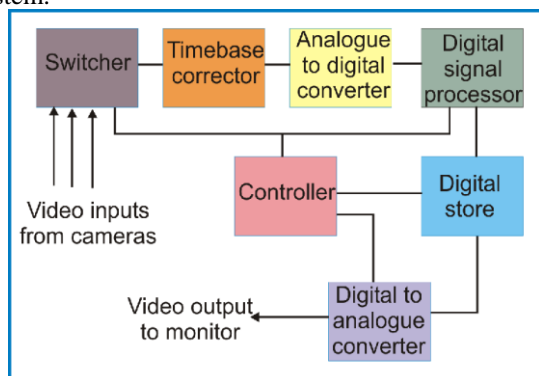 stem.
Switcher
Timebase
corrector
Analogue
to digital
converter
Digital
signal
processor
Video inputs
from cameras
Controller
Digital
store
Video output
to monitor
Digital to
analogue
converter